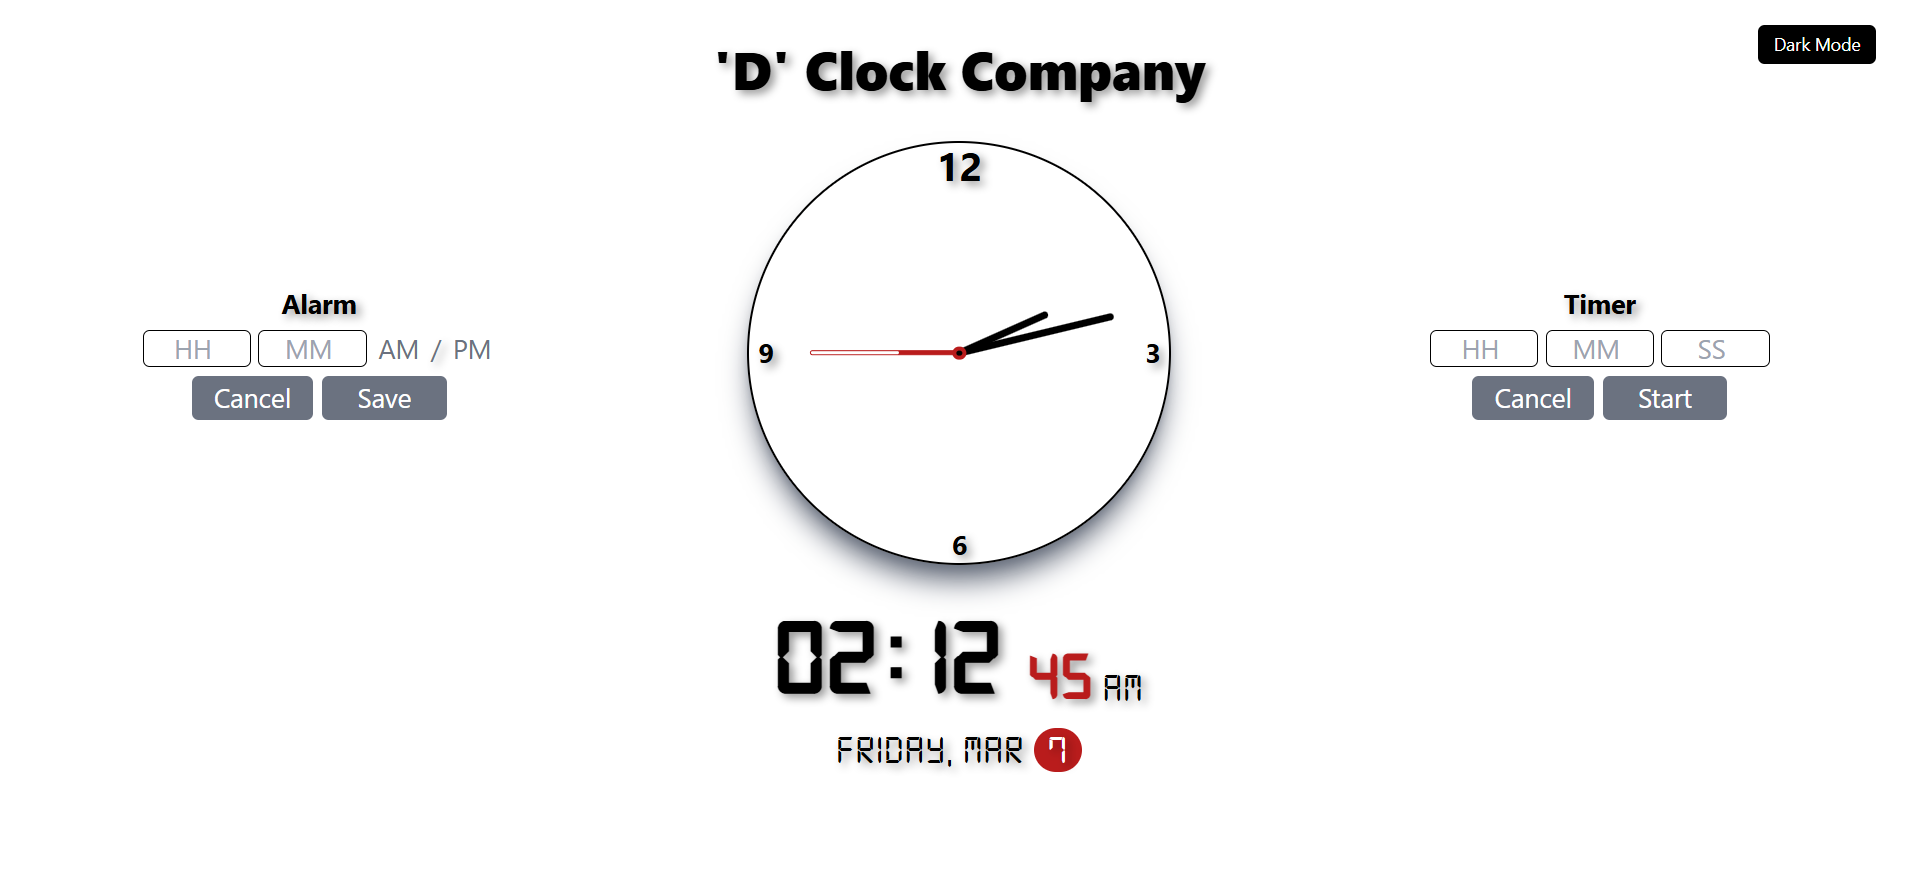 Dark Mode
'D' Clock Company
12
9
3
6
Alarm
HH MM AM / PM
Cancel Save
Timer
HH MM SS
Cancel Start
02:12 45 AM
FRIDAY, MAR 7